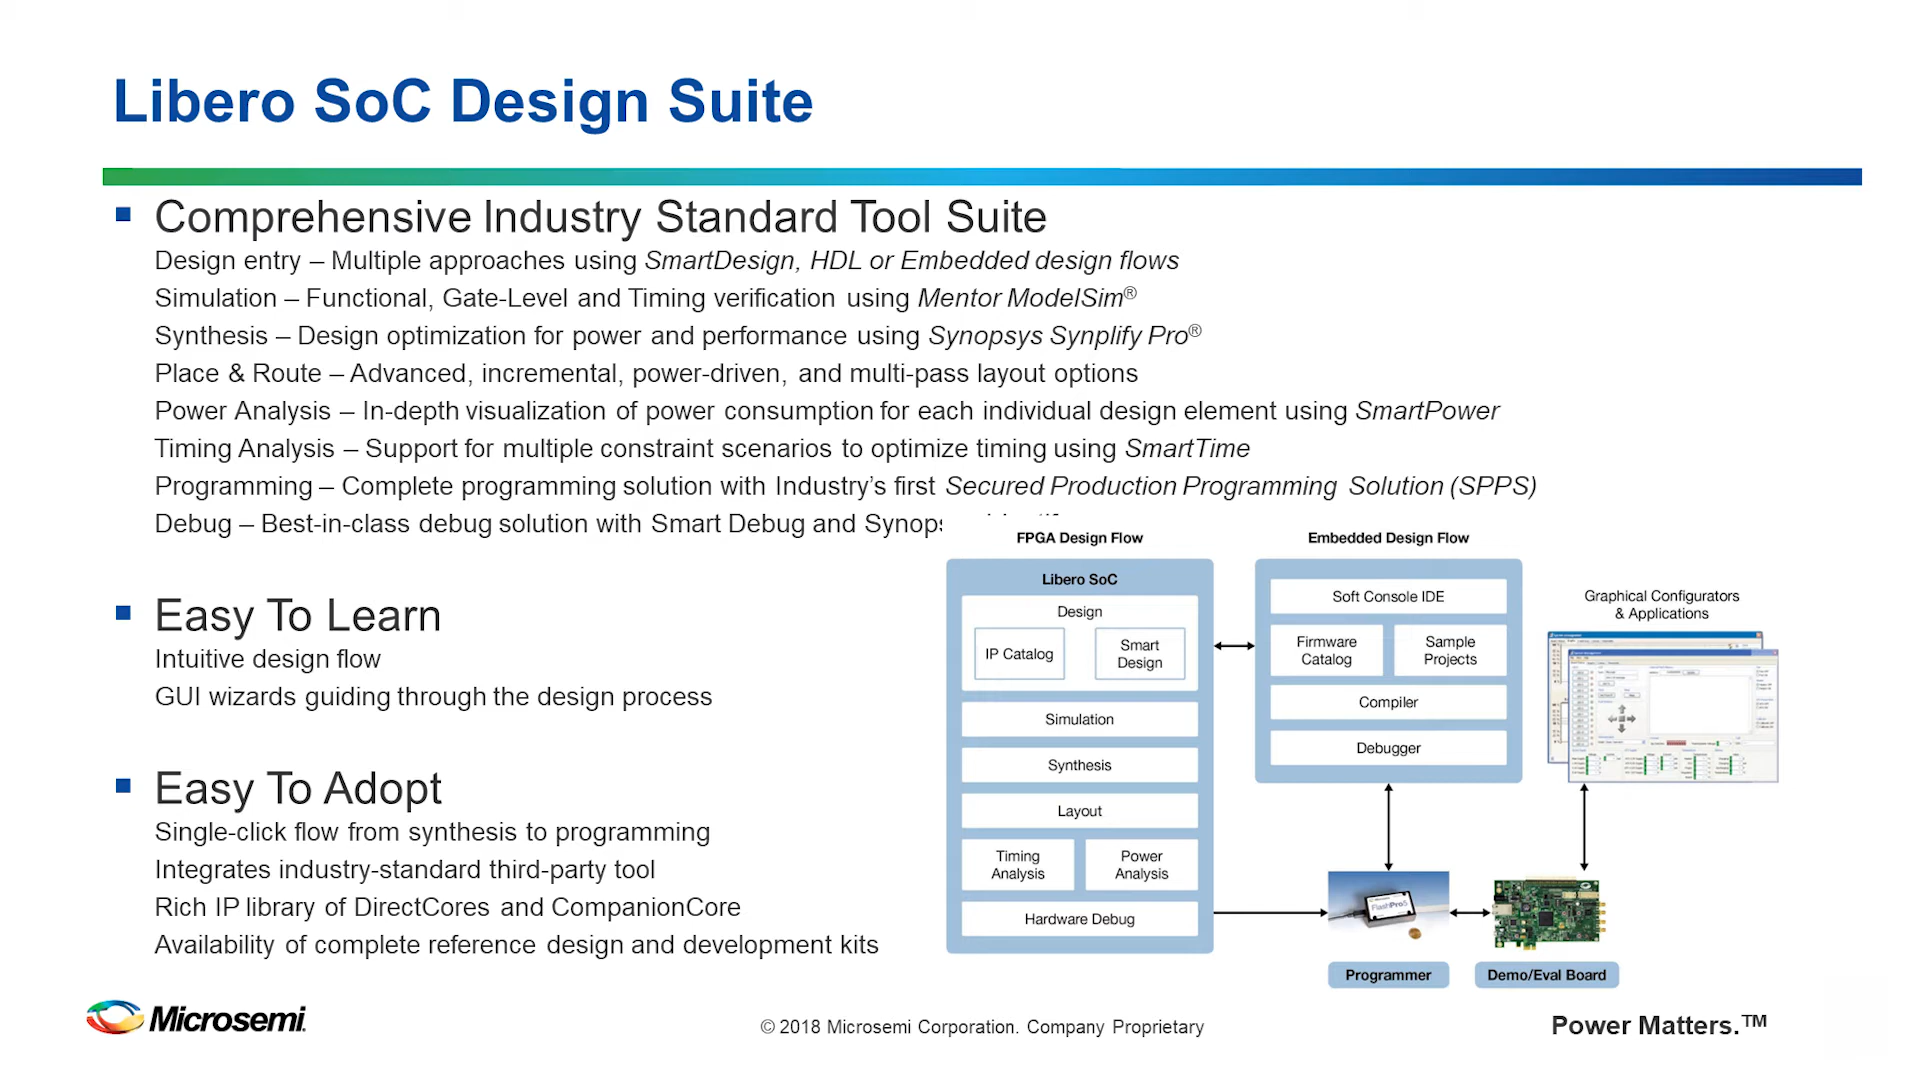 Libero SoC Design Suite
Comprehensive Industry Standard Tool Suite
Design entry – Multiple approaches using SmartDesign, HDL or Embedded design flows
Simulation – Functional, Gate-Level and Timing verification using Mentor ModelSim®
Synthesis – Design optimization for power and performance using Synopsys Synplify Pro®
Place & Route – Advanced, incremental, power-driven, and multi-pass layout options
Power Analysis – In-depth visualization of power consumption for each individual design element using SmartPower
Timing Analysis – Support for multiple constraint scenarios to optimize timing using SmartTime
Programming – Complete programming solution with Industry's first Secured Production Programming Solution (SPPS)
Debug – Best-in-class debug solution with Smart Debug and
Easy To Learn
Intuitive design flow
GUI wizards guiding through the design process
Easy To Adopt
Single-click flow from synthesis to programming
Integrates industry-standard third-party tool
Rich IP library of DirectCores and CompanionCore
Availability of complete reference design and development kits
FPGA Design Flow
Libero SoC
Design
IP Catalog
Smart
Design
Simulation
Synthesis
Layout
Timing
Analysis
Power
Analysis
Hardware Debug
Embedded Design Flow
Soft Console IDE
Firmware
Catalog
Sample
Projects
Compiler
Debugger
Graphical Configurators
& Applications
FlashPro5
Programmer
Demo/Eval Board
Microsemi.
© 2018 Microsemi Corporation. Company Proprietary
Power Matters.™